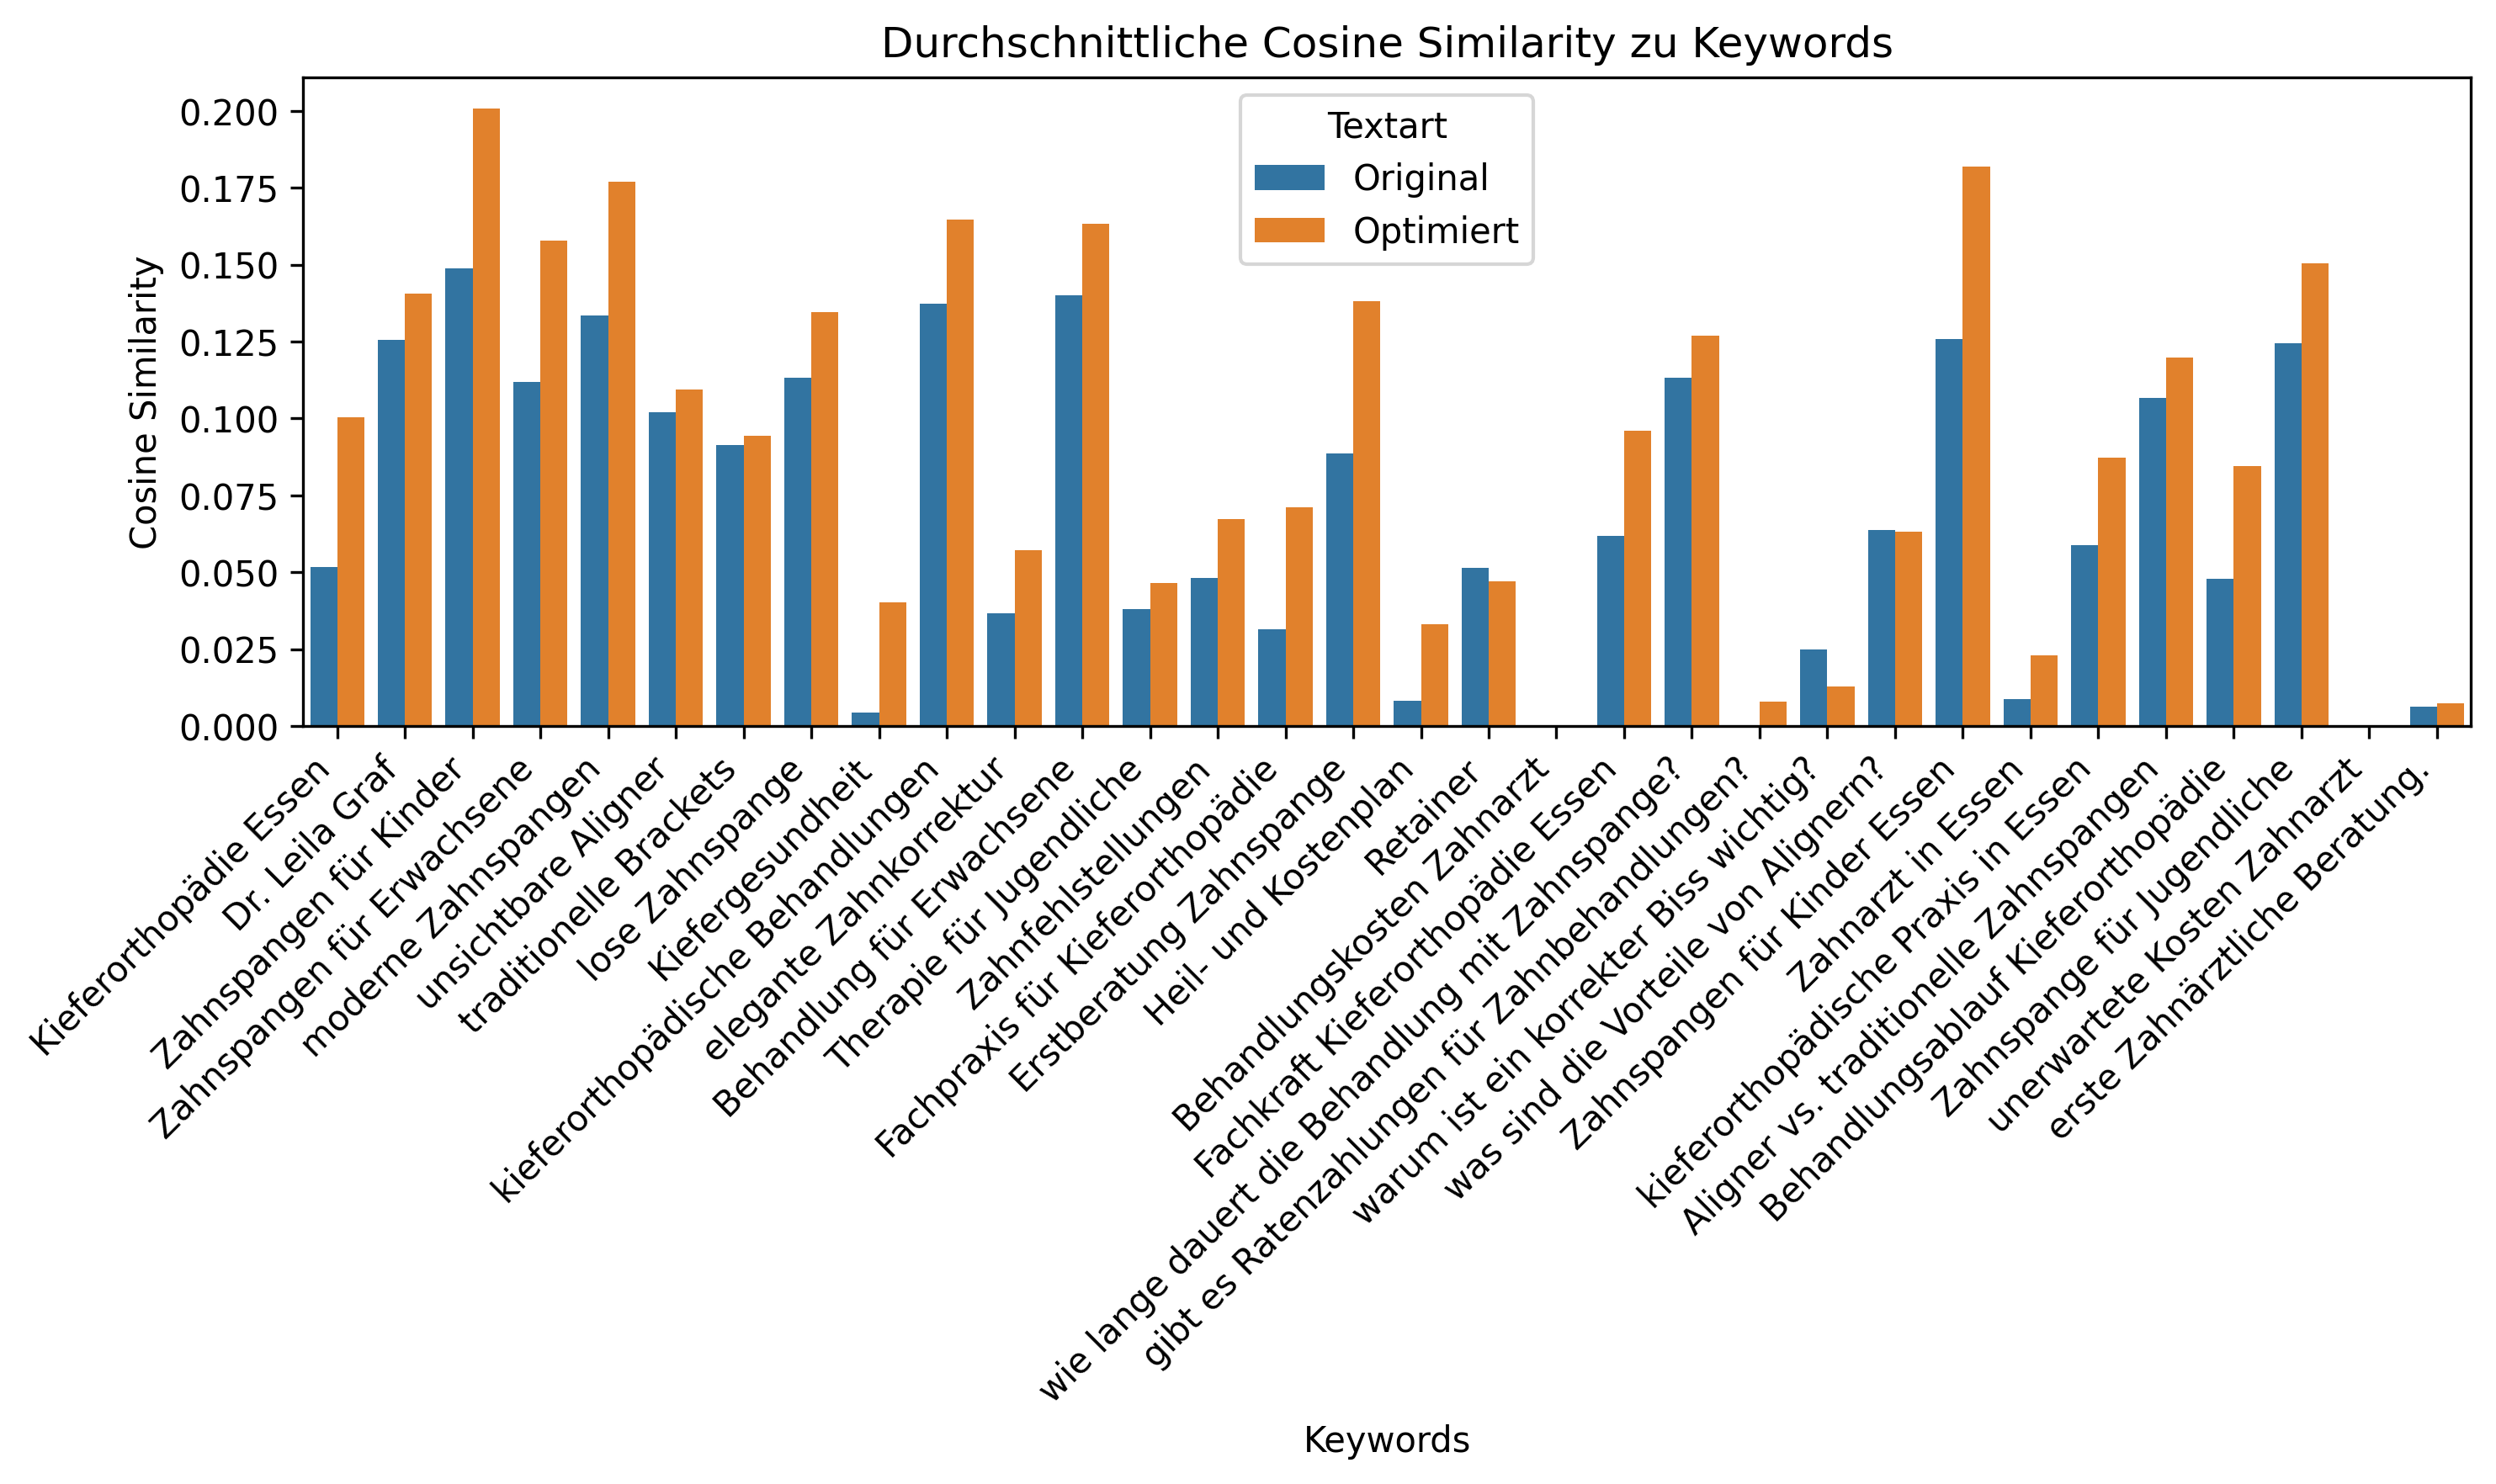 Durchschnittliche Cosine Similarity zu Keywords
Textart
Original
Optimiert
Cosine Similarity
0.200
0.175
0.150
0.125
0.100
0.075
0.050
0.025
0.000
Kieferorthopädie Essen
Dr. Leila Graf
Zahnspangen für Kinder
Zahnspangen für Erwachsene
moderne Zahnspangen
unsichtbare Aligner
traditionelle Brackets
lose Zahnspange
Kiefergesundheit
kieferorthopädische Behandlungen
elegante Zahnkorrektur
Behandlung für Erwachsene
Therapie für Jugendliche
Zahnfehlstellungen
Fachpraxis für Kieferorthopädie
Erstberatung Zahnspange
Heil- und Kostenplan
Retainer
Behandlungskosten Zahnarzt
Fachkraft Kieferorthopädie Essen
wie lange dauert die Behandlung mit Zahnspange?
gibt es Ratenzahlungen für Zahnbehandlungen?
warum ist ein korrekter Biss wichtig?
was sind die Vorteile von Alignern?
Zahnspangen für Kinder Essen
Zahnarzt in Essen
kieferorthopädische Praxis in Essen
Aligner vs. traditionelle Zahnspangen
Behandlungsablauf Kieferorthopädie
Zahnspange für Jugendliche
unerwartete Kosten Zahnarzt
erste Zahnärztliche Beratung.
Keywords